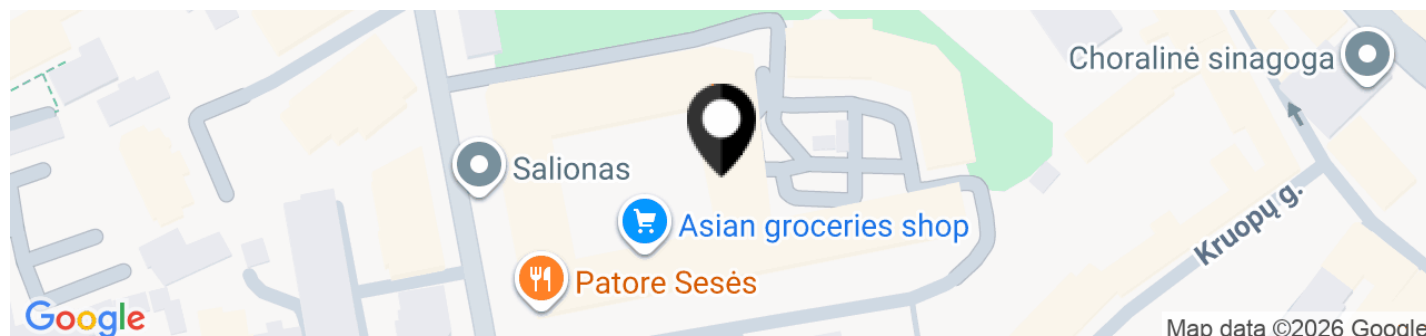 Choralinė sinagoga
Salionas
Kruopų g.
Asian groceries shop
Patore Sesės
Google
Map data ©2026 Google